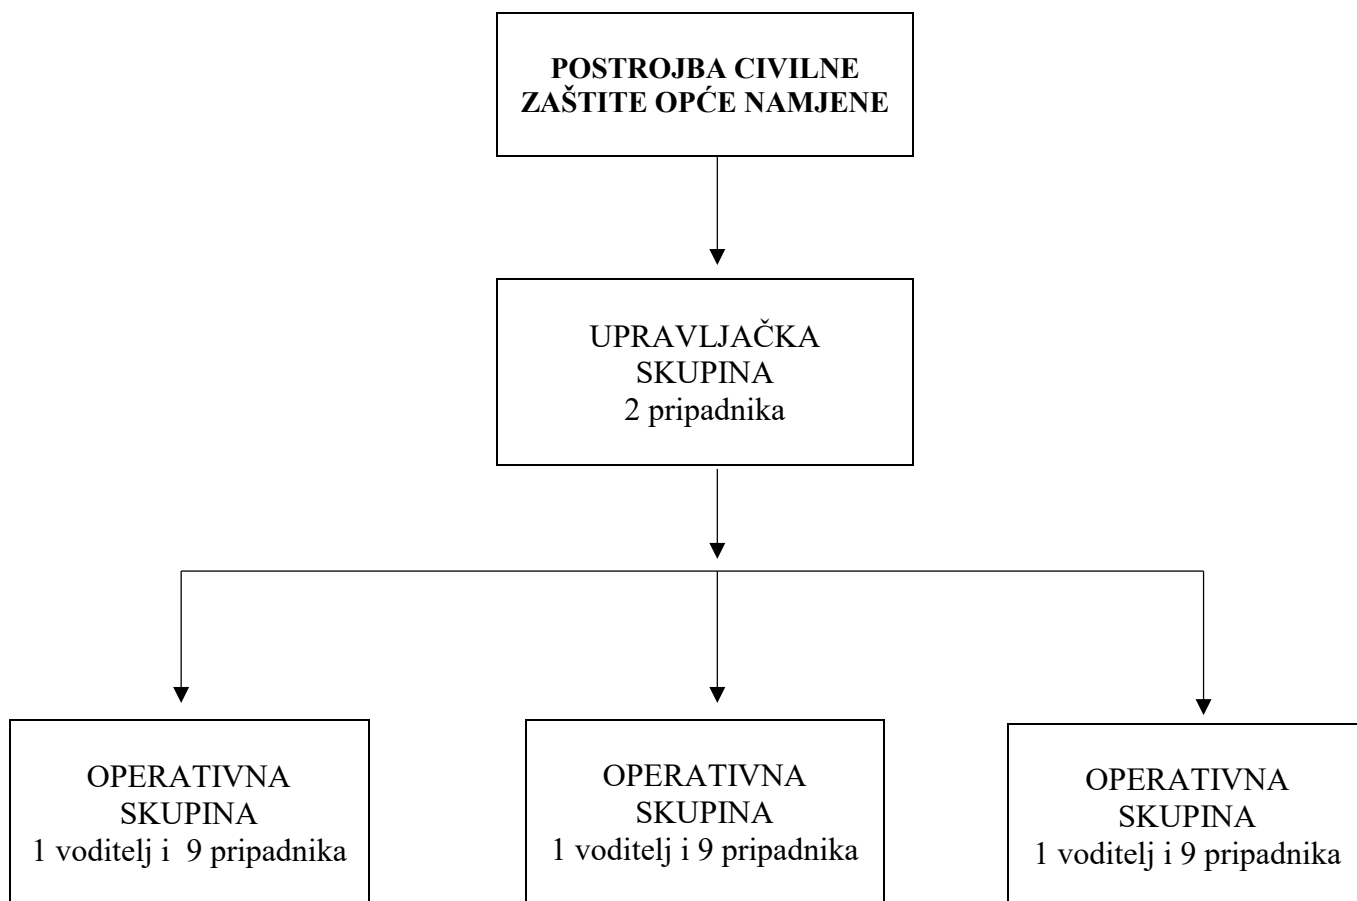 POSTROJBA CIVILNE
ZAŠTITE OPĆE NAMJENE
UPRAVLJAČKA
SKUPINA
2 pripadnika
OPERATIVNA
SKUPINA
1 voditelj i  9 pripadnika
OPERATIVNA
SKUPINA
1 voditelj i 9 pripadnika
OPERATIVNA
SKUPINA
1 voditelj i 9 pripadnika